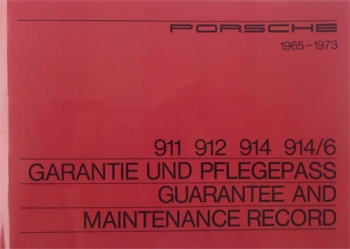 PORSCHE
1965-1973
911 912 914 914/6
GARANTIE UND PFLEGEPASS
GUARANTEE AND
MAINTENANCE RECORD